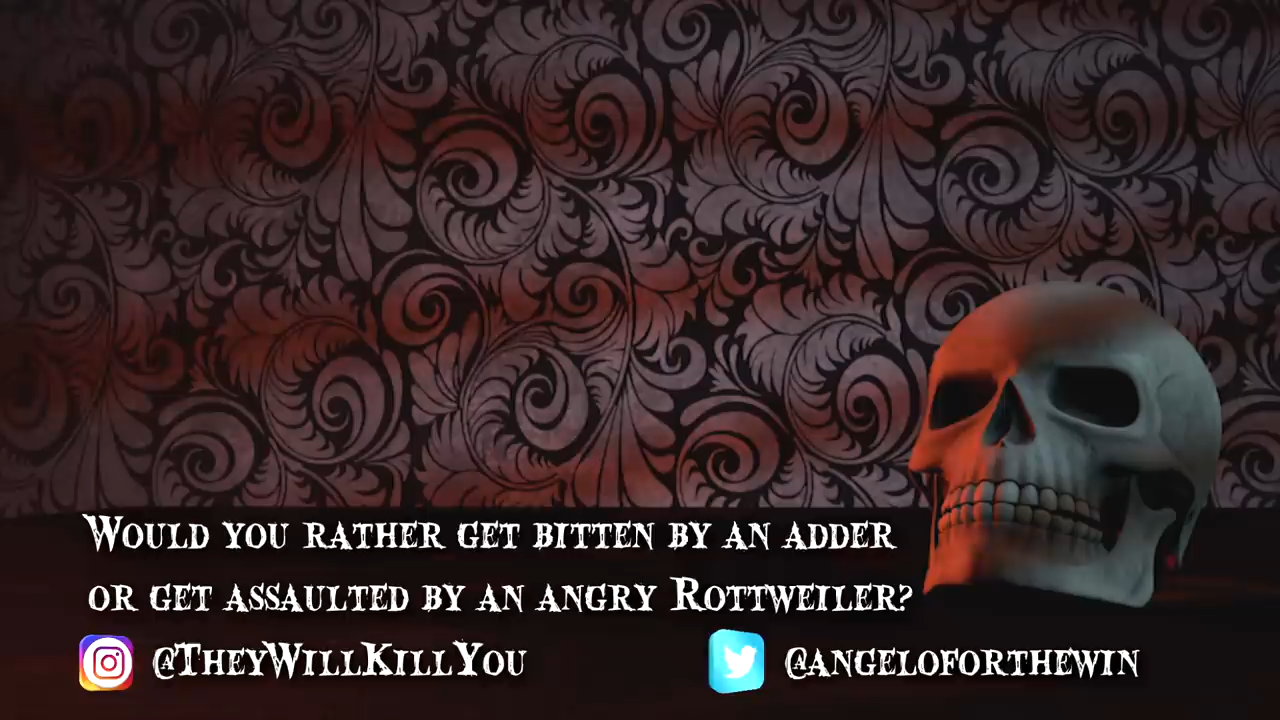 Would you rather get bitten by an adder
or get assaulted by an angry Rottweiler?
@TheyWillKillYou
@angeloforthewin